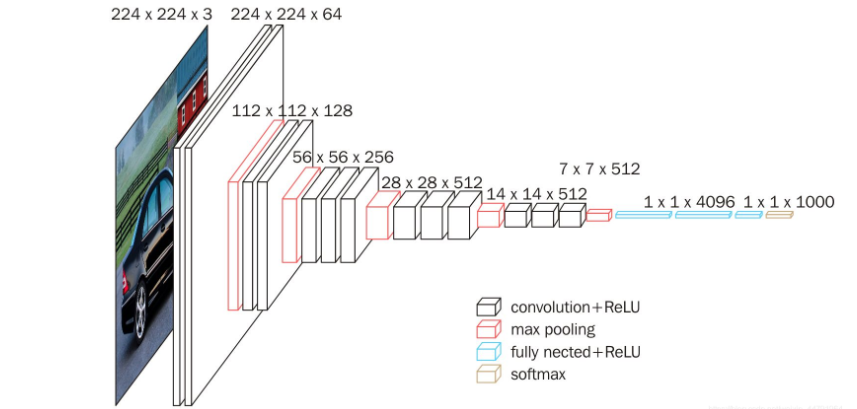 224 x 224 x 3
224 x 224 x 64
112 x 112 x 128
56 x 56 x 256
28 x 28 x 512
14 x 14 x 512
7 x 7 x 512
1 x 1 x 4096
1 x 1 x 1000
convolution+ReLU
max pooling
fully nected+ReLU
softmax